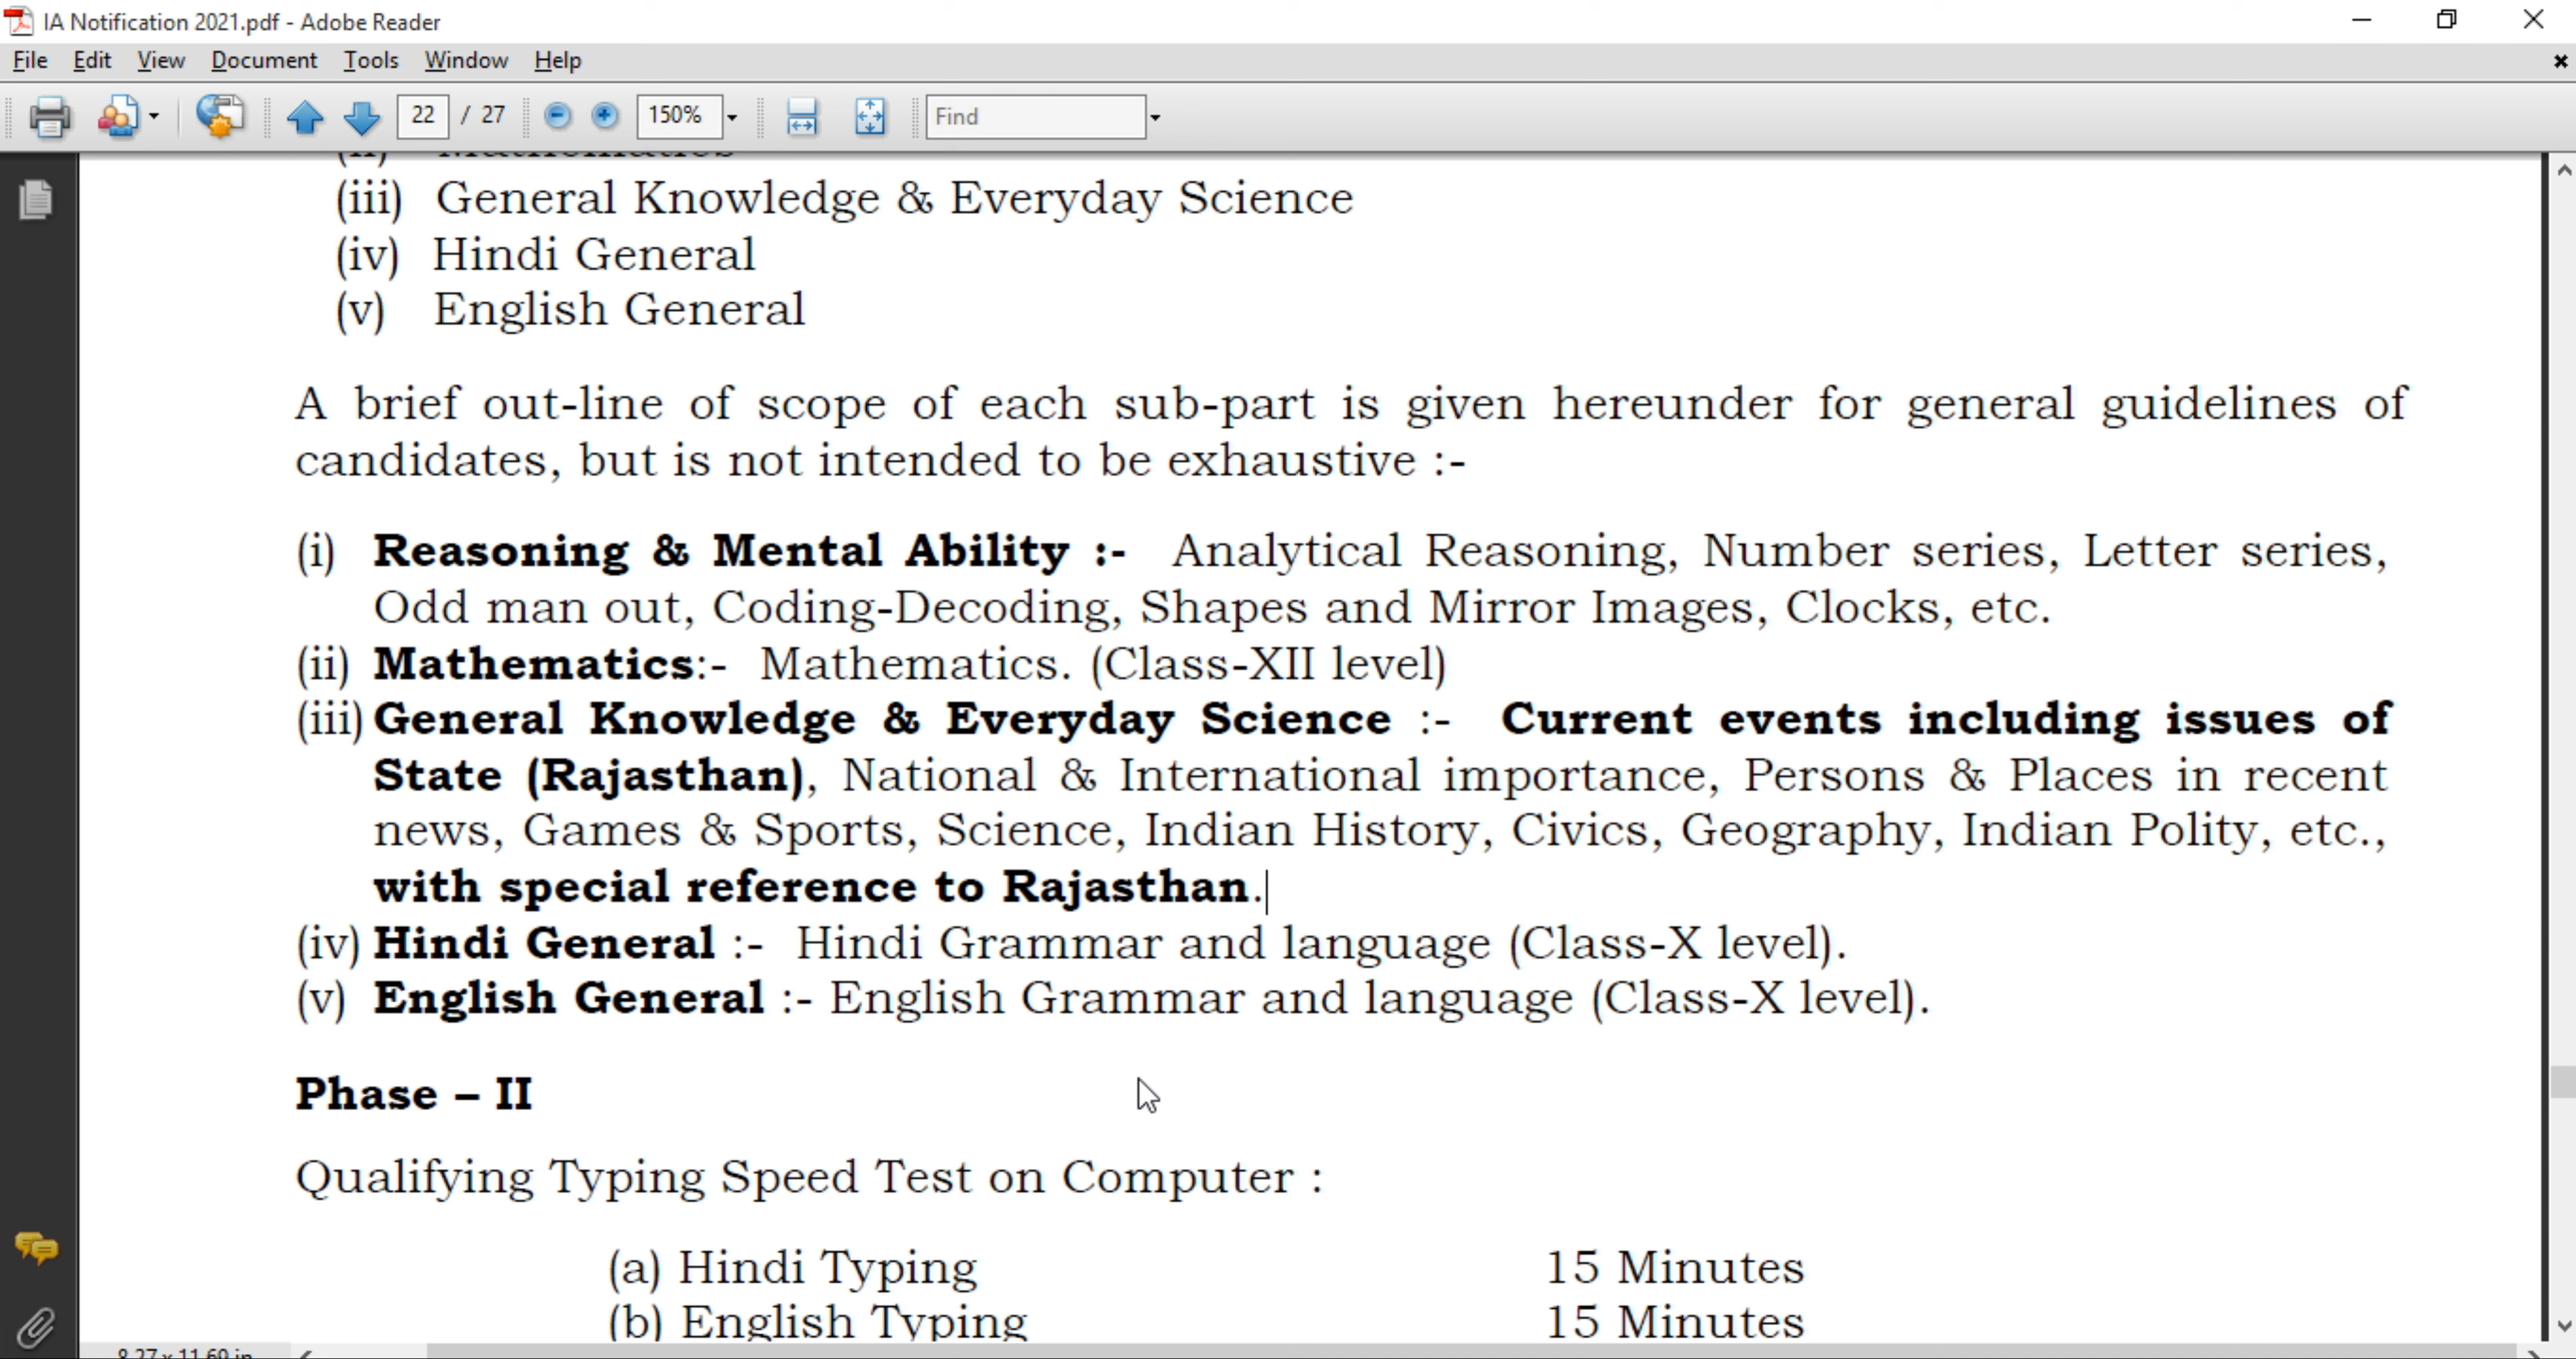 IA Notification 2021.pdf - Adobe Reader
File Edit View Document Tools Window Help
22 / 27 150% Find
(iii) General Knowledge & Everyday Science
(iv) Hindi General
(v) English General
A brief out-line of scope of each sub-part is given hereunder for general guidelines of
candidates, but is not intended to be exhaustive :-
(i) Reasoning & Mental Ability :- Analytical Reasoning, Number series, Letter series,
Odd man out, Coding-Decoding, Shapes and Mirror Images, Clocks, etc.
(ii) Mathematics:- Mathematics. (Class-XII level)
(iii) General Knowledge & Everyday Science :- Current events including issues of
State (Rajasthan), National & International importance, Persons & Places in recent
news, Games & Sports, Science, Indian History, Civics, Geography, Indian Polity, etc.,
with special reference to Rajasthan.
(iv) Hindi General :- Hindi Grammar and language (Class-X level).
(v) English General :- English Grammar and language (Class-X level).
Phase – II
Qualifying Typing Speed Test on Computer :
(a) Hindi Typing 15 Minutes
(b) English Typing 15 Minutes
8.27 x 11.69 in